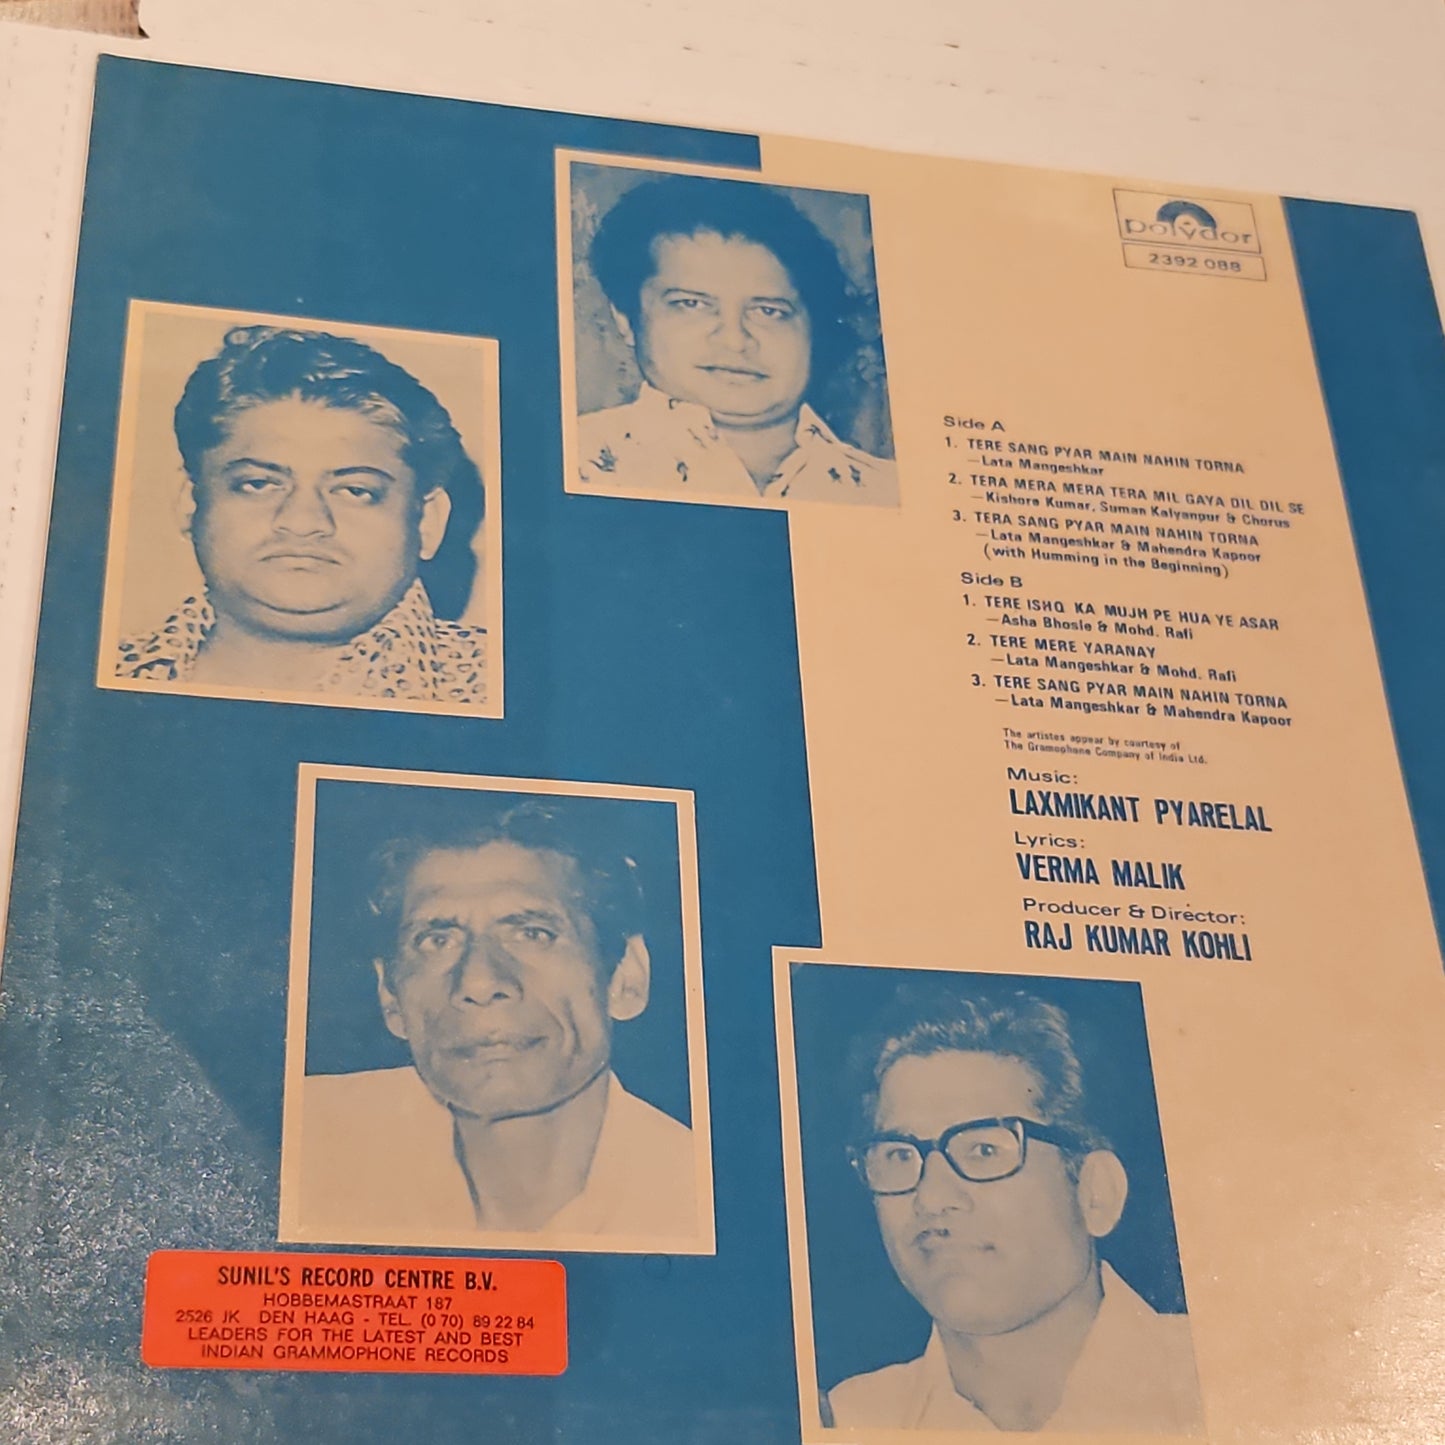 polydor
2392 088
Side A
1. TERE SANG PYAR MAIN NAHIN TORNA
—Lata Mangeshkar
2. TERA MERA MERA TERA MIL GAYA DIL DIL SE
—Kishore Kumar, Suman Kalyanpur & Chorus
3. TERA SANG PYAR MAIN NAHIN TORNA
—Lata Mangeshkar & Mahendra Kapoor
(with Humming in the Beginning)
Side B
1. TERE ISHQ KA MUJH PE HUA YE ASAR
—Asha Bhosle & Mohd. Rafi
2. TERE MERE YARANAY
—Lata Mangeshkar & Mohd. Rafi
3. TERE SANG PYAR MAIN NAHIN TORNA
—Lata Mangeshkar & Mahendra Kapoor
The artistes appear by courtesy of
The Gramophone Company of India Ltd.
Music:
LAXMIKANT PYARELAL
Lyrics:
VERMA MALIK
Producer & Director:
RAJ KUMAR KOHLI
SUNIL'S RECORD CENTRE B.V.
HOBBEMASTRAAT 187
2526 JK DEN HAAG - TEL. (0 70) 89 22 84
LEADERS FOR THE LATEST AND BEST
INDIAN GRAMMOPHONE RECORDS